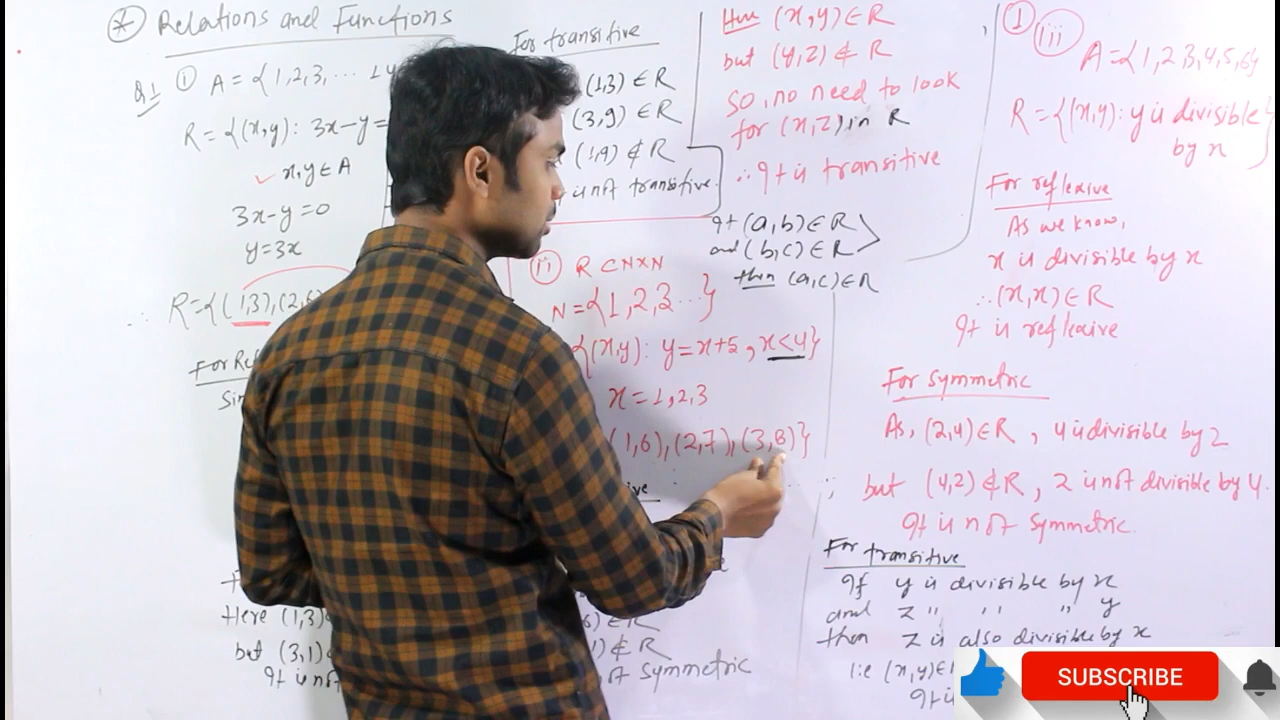 * Relations and Functions
Q.1 (i) A = {1,2,3, ... 14
R = {(x,y): 3x-y=
x,y ∈ A
3x-y=0
y=3x
∴ R={(1,3),(2,6
For Ref
Sin
Here (1,3)
but (3,1)
It is not
For transitive
(1,3) ∈ R
(3,9) ∈ R
(1,9) ∉ R
is not transitive.
(ii) R ⊂ N×N
N={1,2,3...}
{(x,y): y=x+5, x<4}
x=1,2,3
(1,6),(2,7),(3,8)}
ive
) ∈ R
) ∉ R
Symmetric
Here (x,y) ∈ R
but (y,z) ∉ R
So, no need to look
for (x,z) in R
∴ It is transitive
If (a,b) ∈ R
and (b,c) ∈ R
then (a,c) ∈ R
(1) (iii)
A={1,2,3,4,5,6}
R={(x,y): y is divisible
by x}
For reflexive
As we know,
x is divisible by x
∴ (x,x) ∈ R
It is reflexive
For symmetric
As, (2,4) ∈ R, 4 is divisible by 2
but (4,2) ∉ R, 2 is not divisible by 4.
It is not symmetric.
For transitive
If y is divisible by x
and z " " " y
then z is also divisible by x
i.e (x,y) ∈
It i
SUBSCRIBE